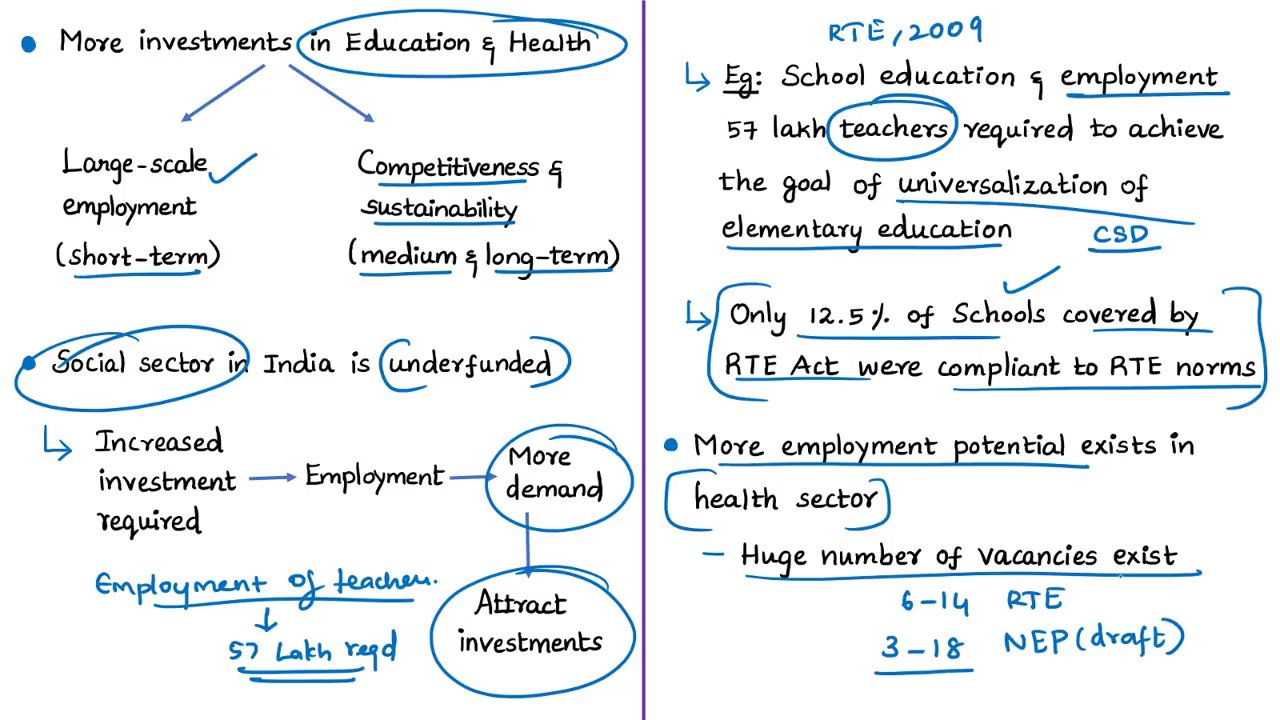 • More investments in Education & Health
Large-scale
employment
(short-term)
Competitiveness &
sustainability
(medium & long-term)
• Social sector in India is underfunded
↳ Increased
investment
required
Employment
More
demand
Attract
investments
Employment of teacher.
57 Lakh reqd
RTE, 2009
↳ Eg: School education & employment
57 lakh teachers required to achieve
the goal of universalization of
elementary education
CSD
↳ Only 12.5% of Schools covered by
RTE Act were compliant to RTE norms
• More employment potential exists in
health sector
– Huge number of vacancies exist
6-14 RTE
3-18 NEP (draft)